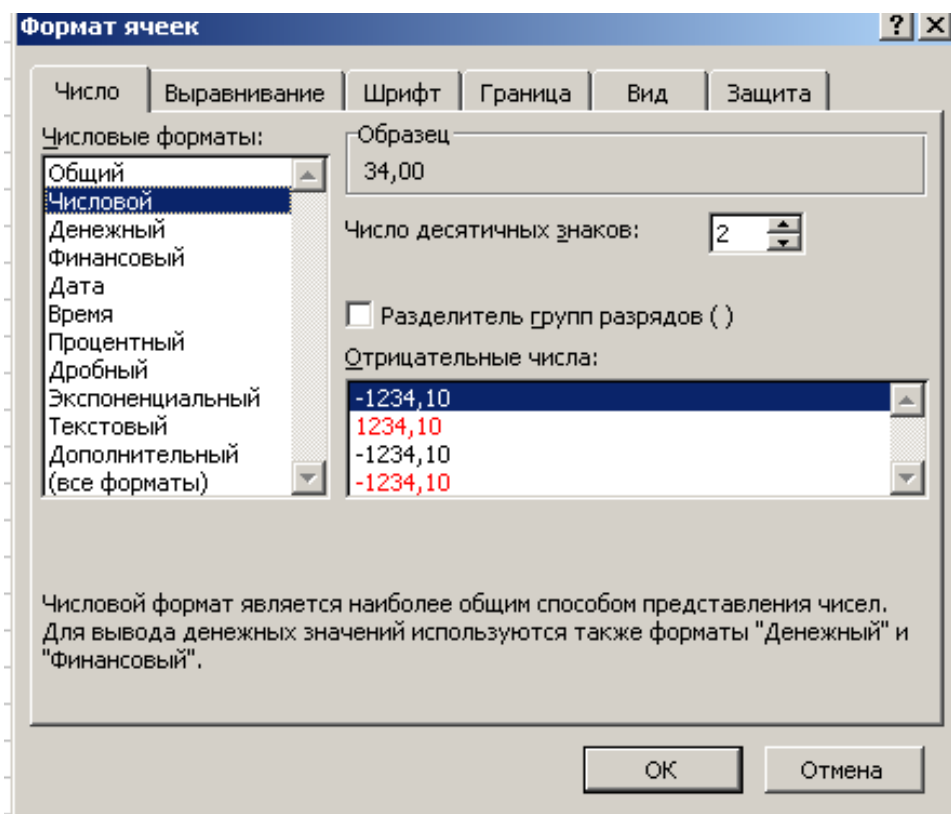 Формат ячеек
Число
Выравнивание
Шрифт
Граница
Вид
Защита
Числовые форматы:
Общий
Числовой
Денежный
Финансовый
Дата
Время
Процентный
Дробный
Экспоненциальный
Текстовый
Дополнительный
(все форматы)
Образец
34,00
Число десятичных знаков:
2
Разделитель групп разрядов ( )
Отрицательные числа:
-1234,10
1234,10
-1234,10
-1234,10
Числовой формат является наиболее общим способом представления чисел.
Для вывода денежных значений используются также форматы "Денежный" и
"Финансовый".
ОК
Отмена